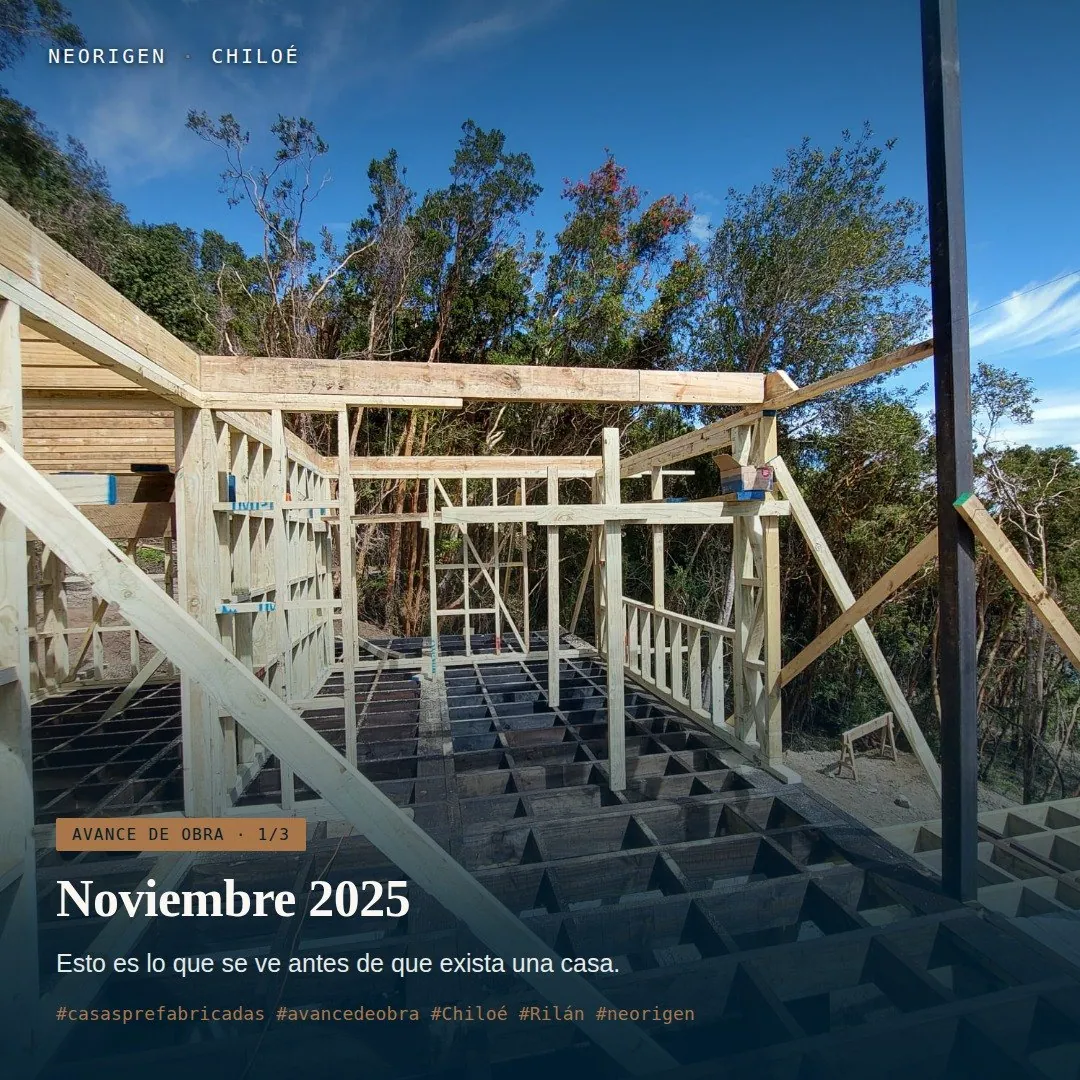 NEORIGEN · CHILOÉ
AVANCE DE OBRA · 1/3
Noviembre 2025
Esto es lo que se ve antes de que exista una casa.
#casasprefabricadas #avancedeobra #Chiloé #Rilán #neorigen